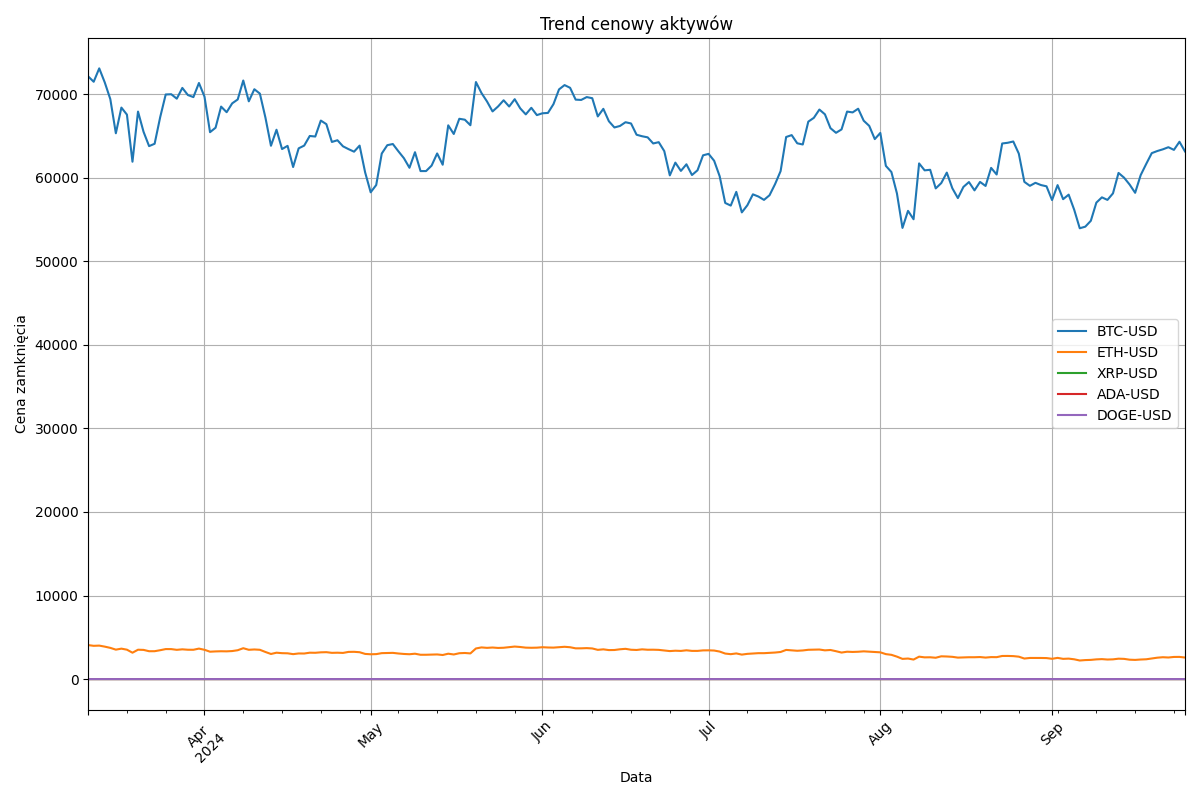 Trend cenowy aktywów
Cena zamknięcia
70000
60000
50000
40000
30000
20000
10000
0
BTC-USD
ETH-USD
XRP-USD
ADA-USD
DOGE-USD
Apr
2024
May
Jun
Jul
Aug
Sep
Data